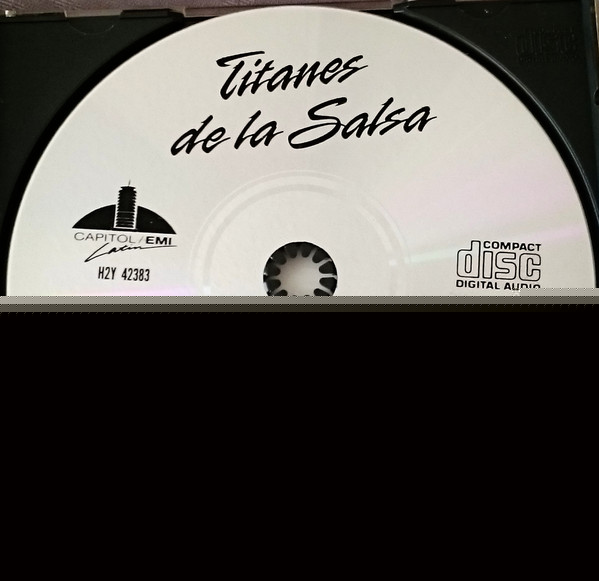 Titanes
de la Salsa
CAPITOL/EMI
Latin
H2Y 42383
COMPACT
disc
DIGITAL AUDIO